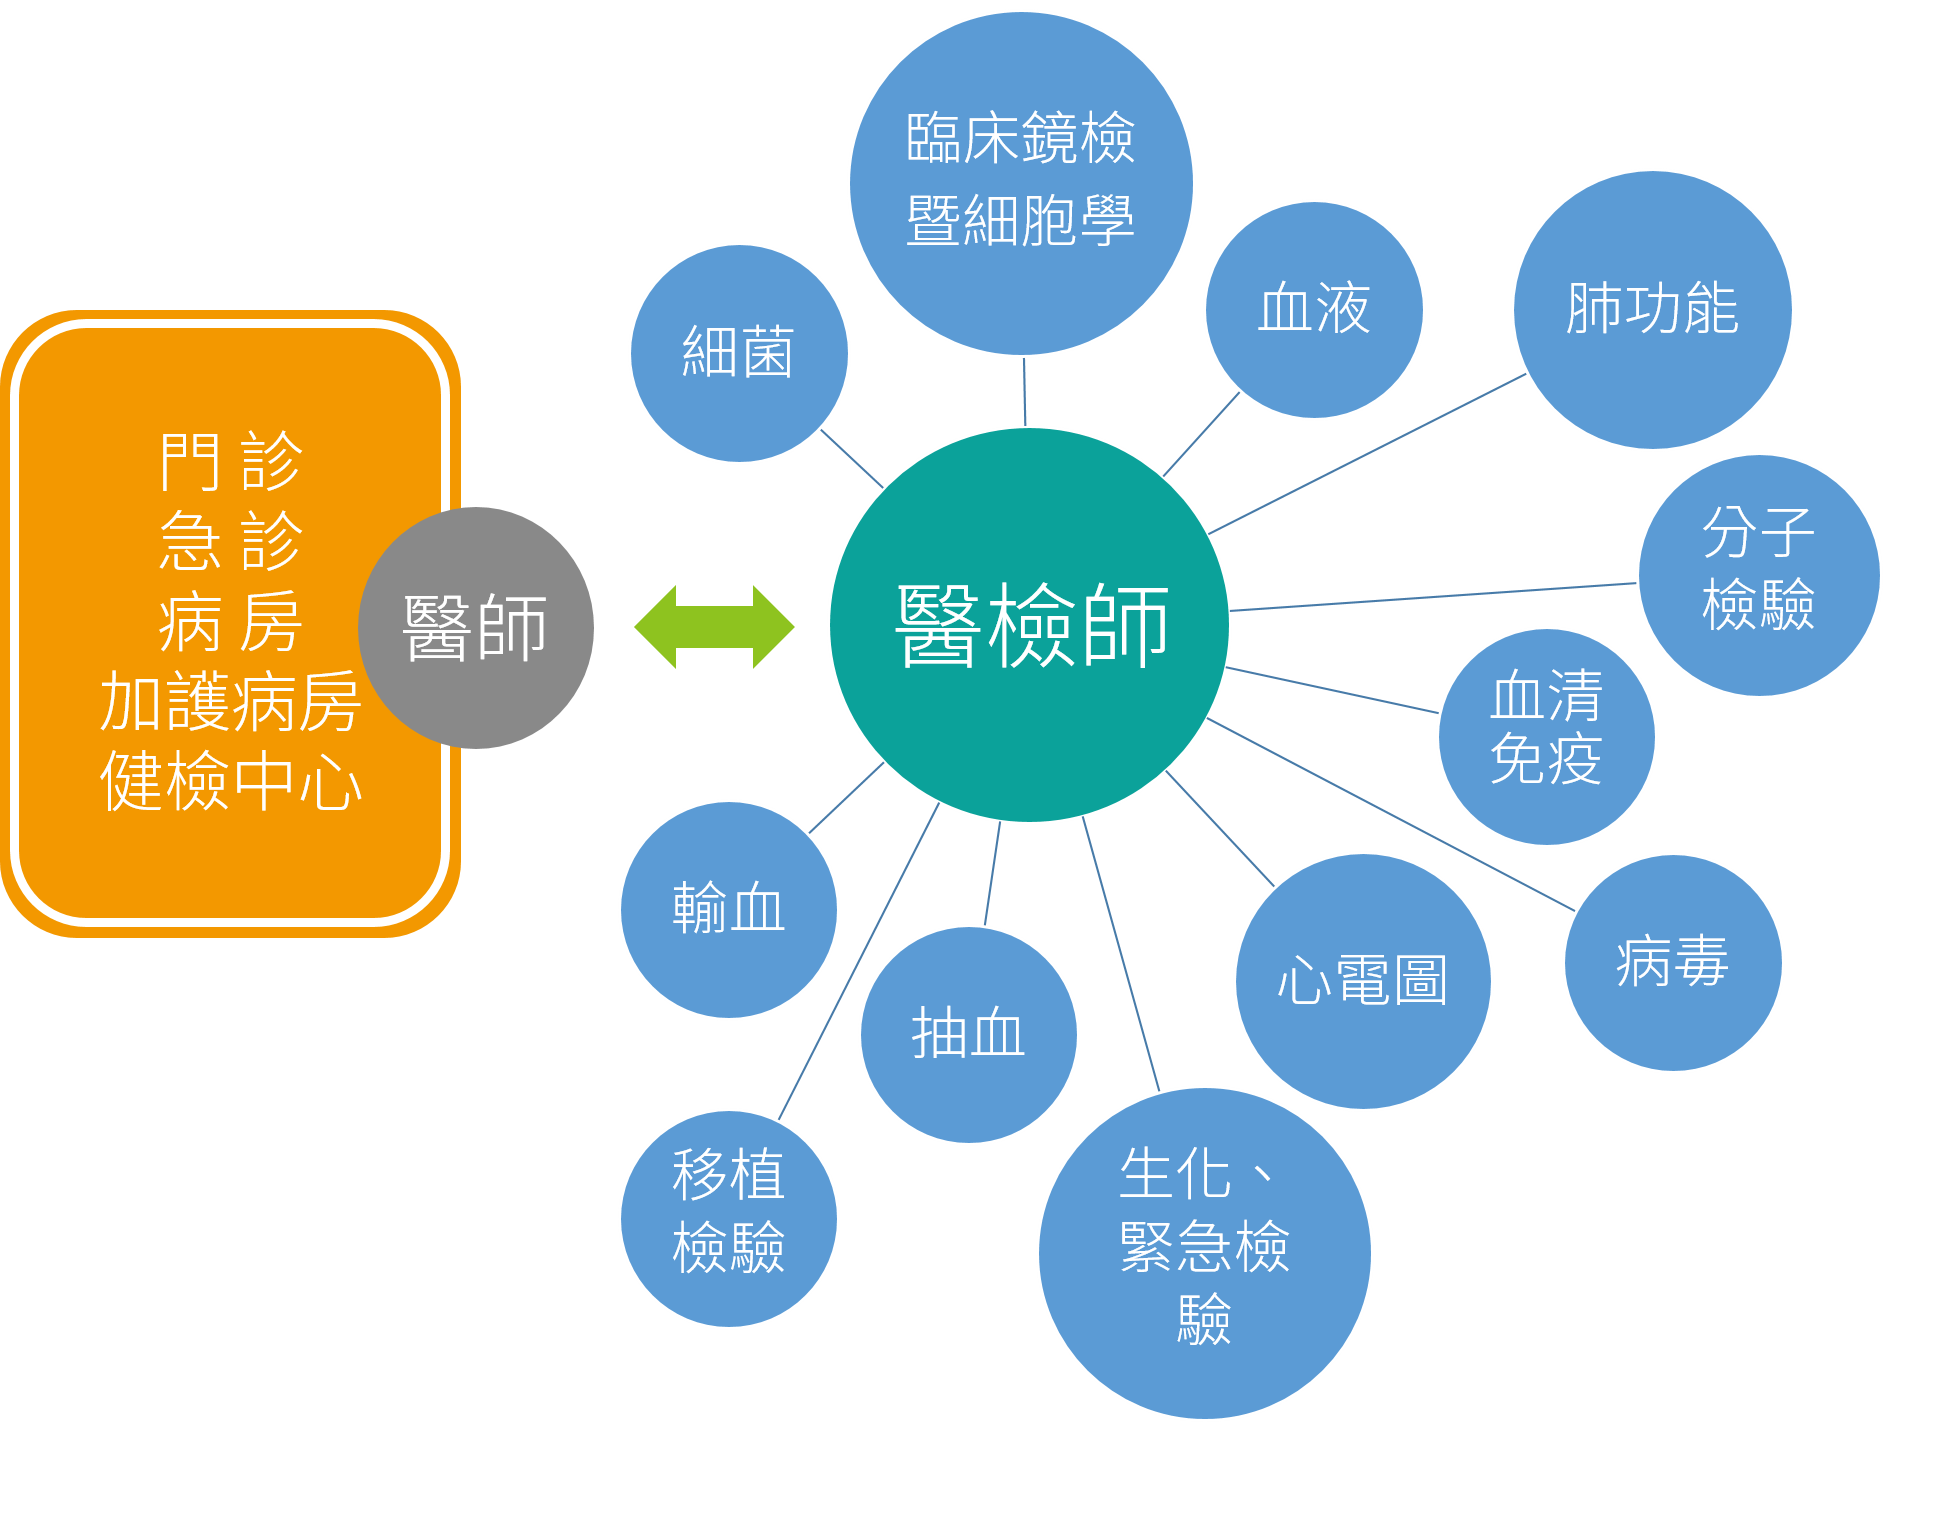 門 診
急 診
病 房
加護病房
健檢中心
醫師
醫檢師
細菌
臨床鏡檢
暨細胞學
血液
肺功能
分子
檢驗
血清
免疫
病毒
心電圖
生化、
緊急檢
驗
抽血
輸血
移植
檢驗